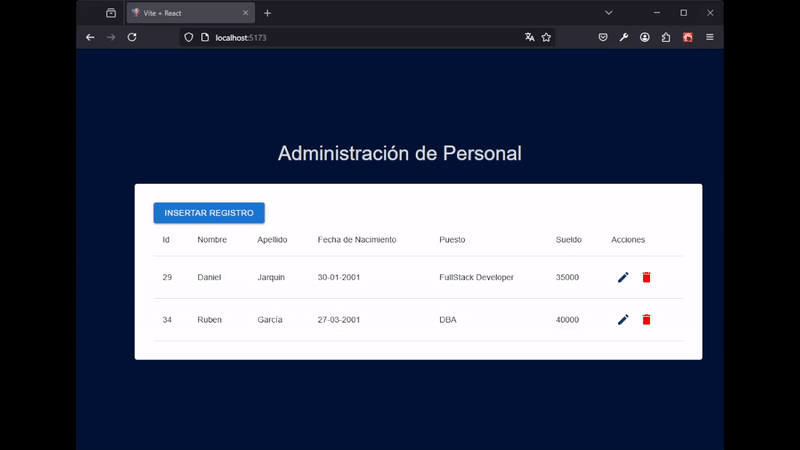 Vite + React
localhost:5173
Administración de Personal
INSERTAR REGISTRO
Id Nombre Apellido Fecha de Nacimiento Puesto Sueldo Acciones
29 Daniel Jarquin 30-01-2001 FullStack Developer 35000
34 Ruben García 27-03-2001 DBA 40000